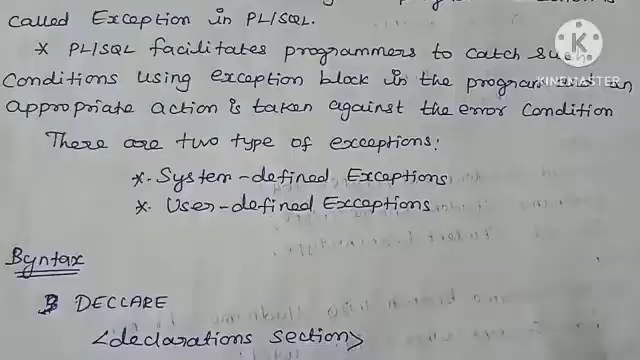 called Exception in PL/SQL.
* PL/SQL facilitates programmers to catch such
Conditions using exception block in the program and an
appropriate action is taken against the error condition
There are two type of exceptions:
*. System-defined Exceptions
*. User-defined Exceptions
Syntax
DECLARE
<declarations section>
K
KINEMASTER